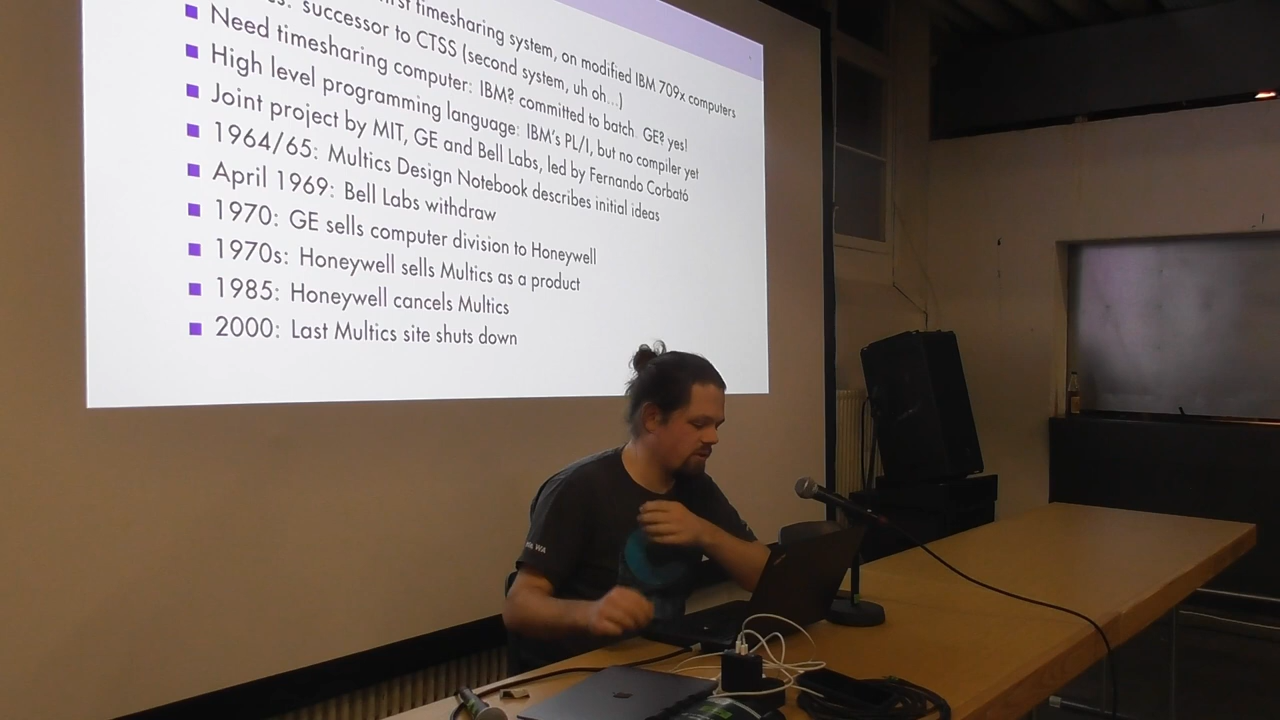 timesharing system, on modified IBM 709x computers
successor to CTSS (second system, uh oh...)
Need timesharing computer: IBM? committed to batch. GE? yes!
High level programming language: IBM's PL/I, but no compiler yet
Joint project by MIT, GE and Bell Labs, led by Fernando Corbató
1964/65: Multics Design Notebook describes initial ideas
April 1969: Bell Labs withdraw
1970: GE sells computer division to Honeywell
1970s: Honeywell sells Multics as a product
1985: Honeywell cancels Multics
2000: Last Multics site shuts down